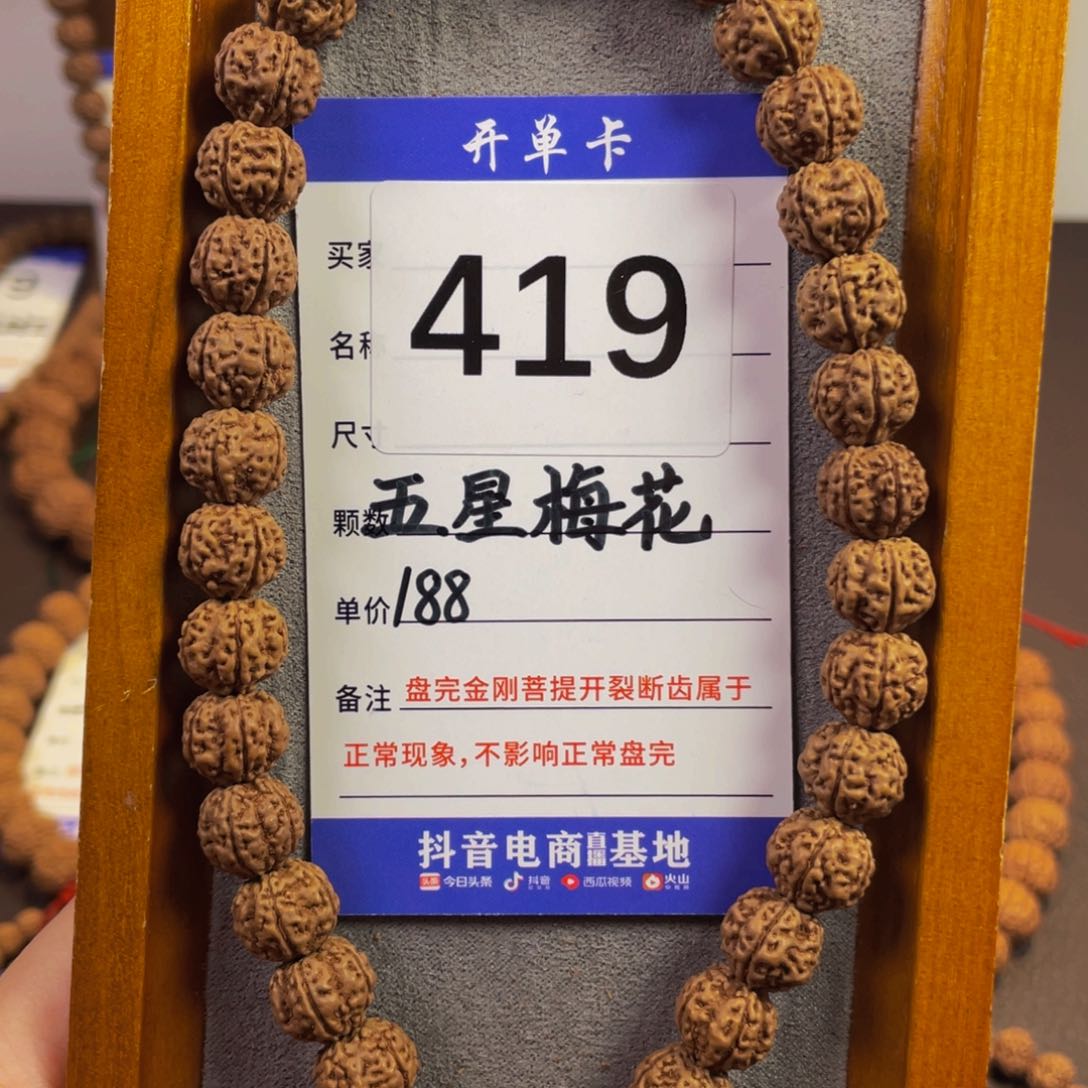 开单卡
买家
419
名称
尺寸
颗数 五星梅花
单价 188
备注 盘完金刚菩提开裂断齿属于
正常现象,不影响正常盘完
抖音电商直播基地
头条 今日头条 抖音 西瓜视频 火山